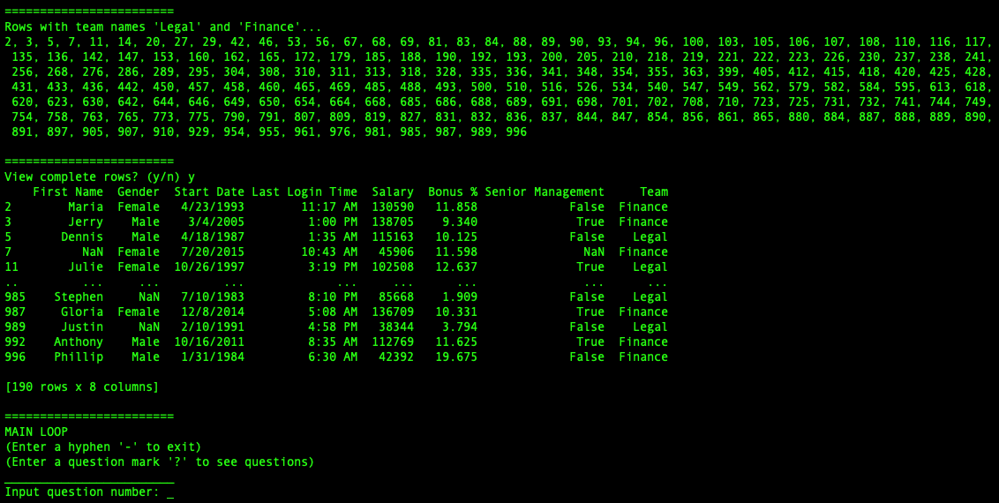 ========================
Rows with team names 'Legal' and 'Finance'...
2, 3, 5, 7, 11, 14, 20, 27, 29, 42, 46, 53, 56, 67, 68, 69, 81, 83, 84, 88, 89, 90, 93, 94, 96, 100, 103, 105, 106, 107, 108, 110, 116, 117,
135, 136, 142, 147, 153, 160, 162, 165, 172, 179, 185, 188, 190, 192, 193, 200, 205, 210, 218, 219, 221, 222, 223, 226, 230, 237, 238, 241,
256, 268, 276, 286, 289, 295, 304, 308, 310, 311, 313, 318, 328, 335, 336, 341, 348, 354, 355, 363, 399, 405, 412, 415, 418, 420, 425, 428,
431, 433, 436, 442, 450, 457, 458, 460, 465, 469, 485, 488, 493, 500, 510, 516, 526, 534, 540, 547, 549, 562, 579, 582, 584, 595, 613, 618,
620, 623, 630, 642, 644, 646, 649, 650, 654, 664, 668, 685, 686, 688, 689, 691, 698, 701, 702, 708, 710, 723, 725, 731, 732, 741, 744, 749,
754, 758, 763, 765, 773, 775, 790, 791, 807, 809, 819, 827, 831, 832, 836, 837, 844, 847, 854, 856, 861, 865, 880, 884, 887, 888, 889, 890,
891, 897, 905, 907, 910, 929, 954, 955, 961, 976, 981, 985, 987, 989, 996
========================
View complete rows? (y/n) y
First Name Gender Start Date Last Login Time Salary Bonus % Senior Management Team
2 Maria Female 4/23/1993 11:17 AM 130590 11.858 False Finance
3 Jerry Male 3/4/2005 1:00 PM 138705 9.340 True Finance
5 Dennis Male 4/18/1987 1:35 AM 115163 10.125 False Legal
7 NaN Female 7/20/2015 10:43 AM 45906 11.598 NaN Finance
11 Julie Female 10/26/1997 3:19 PM 102508 12.637 True Legal
.. ... ... ... ... ... ... ... ...
985 Stephen NaN 7/10/1983 8:10 PM 85668 1.909 False Legal
987 Gloria Female 12/8/2014 5:08 AM 136709 10.331 True Finance
989 Justin NaN 2/10/1991 4:58 PM 38344 3.794 False Legal
992 Anthony Male 10/16/2011 8:35 AM 112769 11.625 True Finance
996 Phillip Male 1/31/1984 6:30 AM 42392 19.675 False Finance
[190 rows x 8 columns]
========================
MAIN LOOP
(Enter a hyphen '-' to exit)
(Enter a question mark '?' to see questions)
________________________
Input question number: _